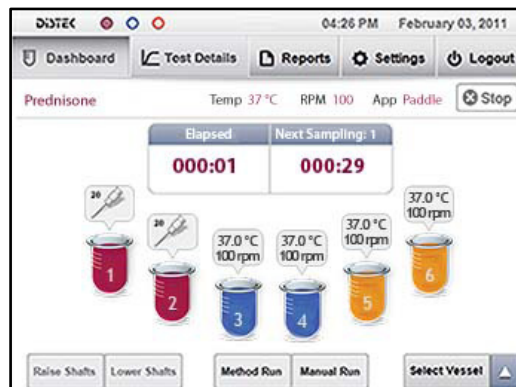 DISTEK 04:26 PM February 03, 2011
Dashboard Test Details Reports Settings Logout
Prednisone Temp 37 °C RPM 100 App Paddle Stop
Elapsed Next Sampling: 1
000:01 000:29
20 20 37.0 °C 100 rpm 37.0 °C 100 rpm 37.0 °C 100 rpm 37.0 °C 100 rpm
1 2 3 4 5 6
Raise Shafts Lower Shafts Method Run Manual Run Select Vessel